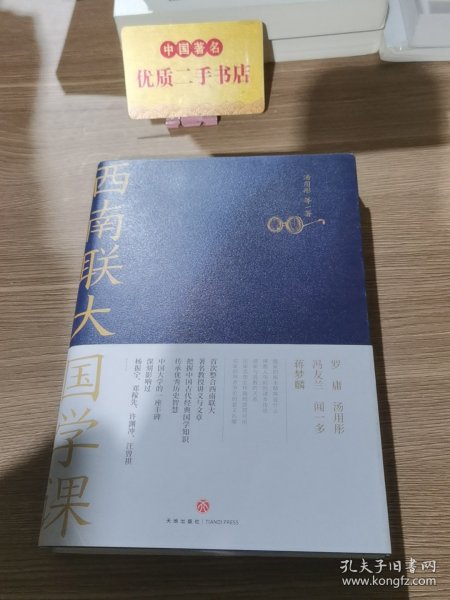 中国著名
优质二手书店
西南联大国学课
汤用彤 等 著
罗庸 汤用彤
冯友兰 闻一多
蒋梦麟
首次整合西南联大
著名教授讲义与文章
把握中国古代经典国学知识
传承优秀历史智慧
中国大学的一座丰碑
深刻影响过
杨振宁、邓稼先、许渊冲、汪曾祺
天地出版社 | TIANDI PRESS
孔夫子旧书网
www.kongfz.com